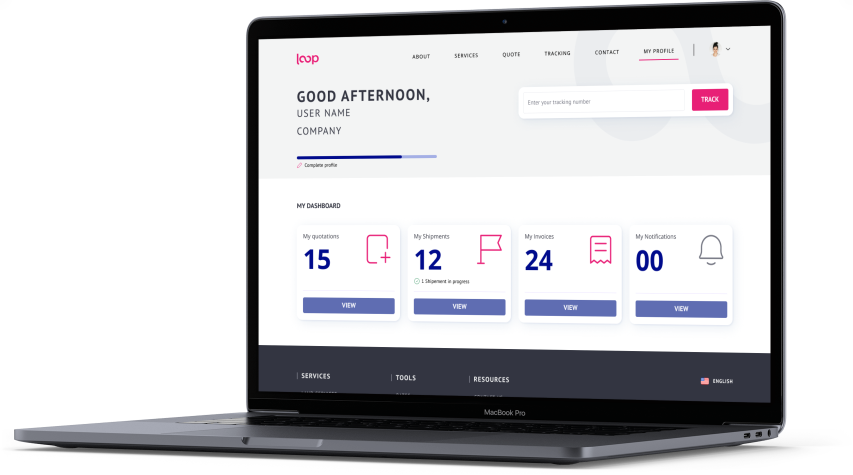 loop
ABOUT
SERVICES
QUOTE
TRACKING
CONTACT
MY PROFILE
GOOD AFTERNOON,
USER NAME
COMPANY
Enter your tracking number
TRACK
Complete profile
MY DASHBOARD
My quotations
15
VIEW
My Shipments
12
1 Shipement in progress
VIEW
My Invoices
24
VIEW
My Notifications
00
VIEW
SERVICES
TOOLS
RESOURCES
ENGLISH
MacBook Pro